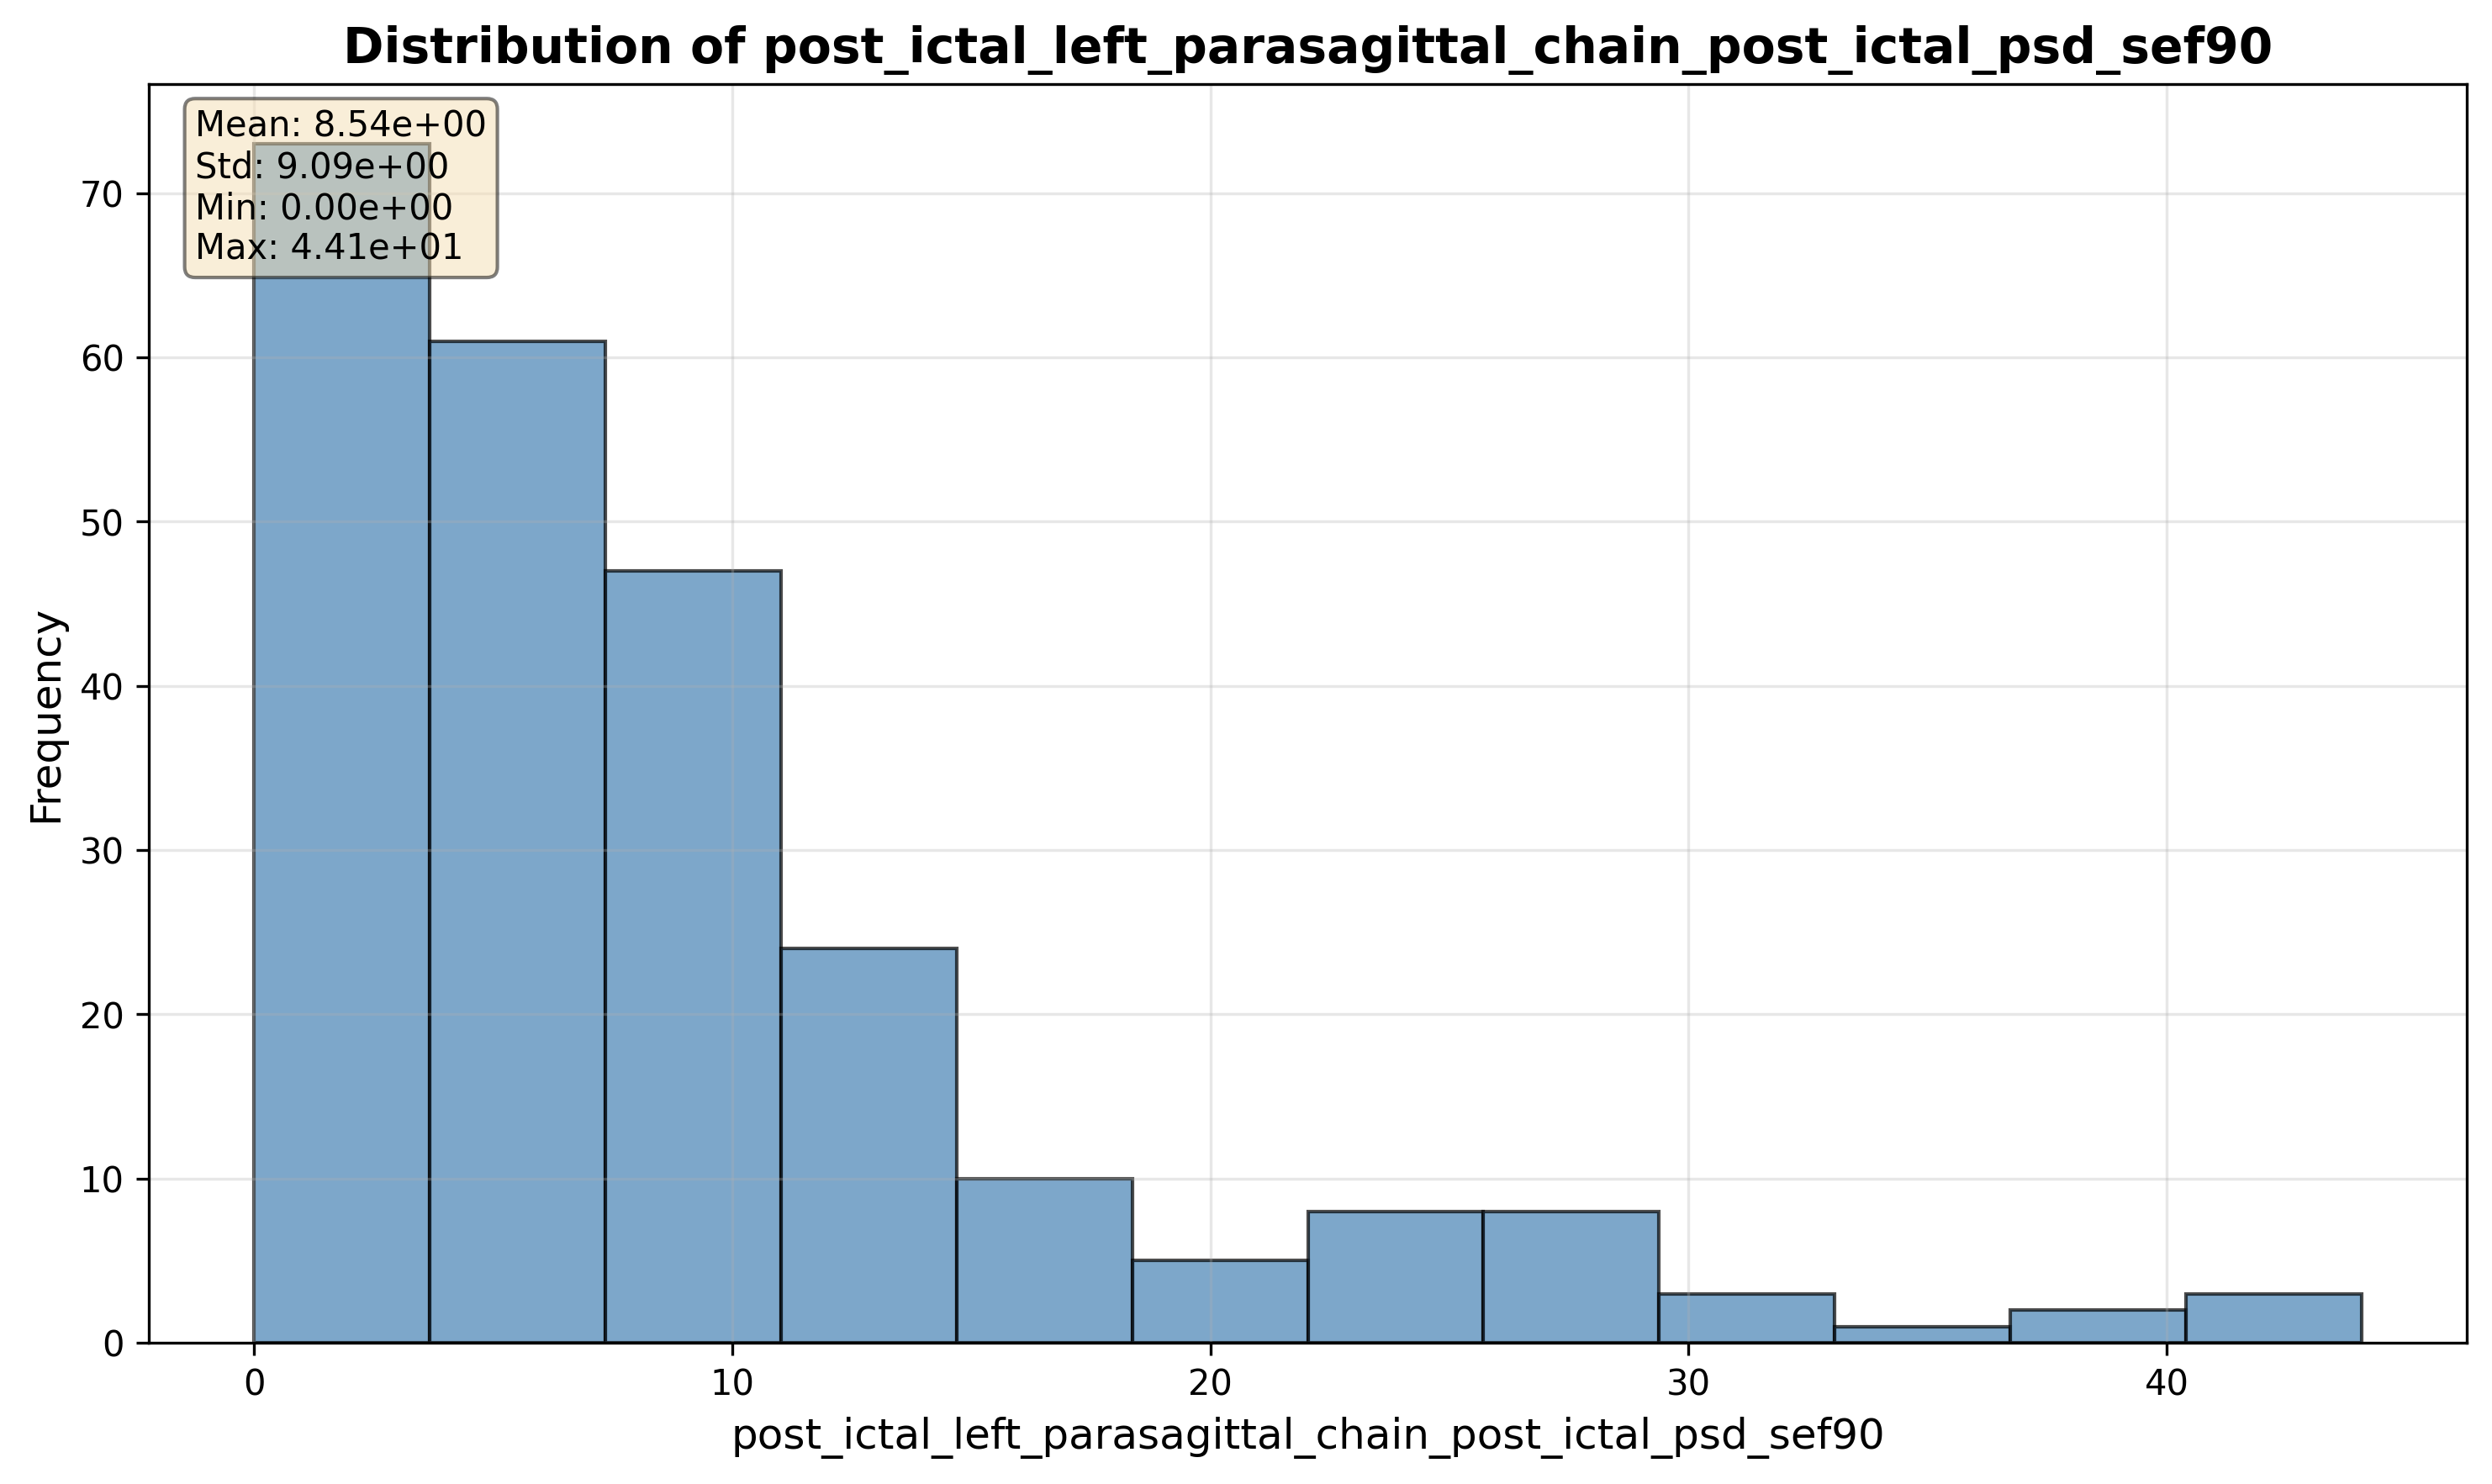 Distribution of post_ictal_left_parasagittal_chain_post_ictal_psd_sef90
Mean: 8.54e+00
Std: 9.09e+00
Min: 0.00e+00
Max: 4.41e+01
Frequency
70
60
50
40
30
20
10
0
0 10 20 30 40
post_ictal_left_parasagittal_chain_post_ictal_psd_sef90